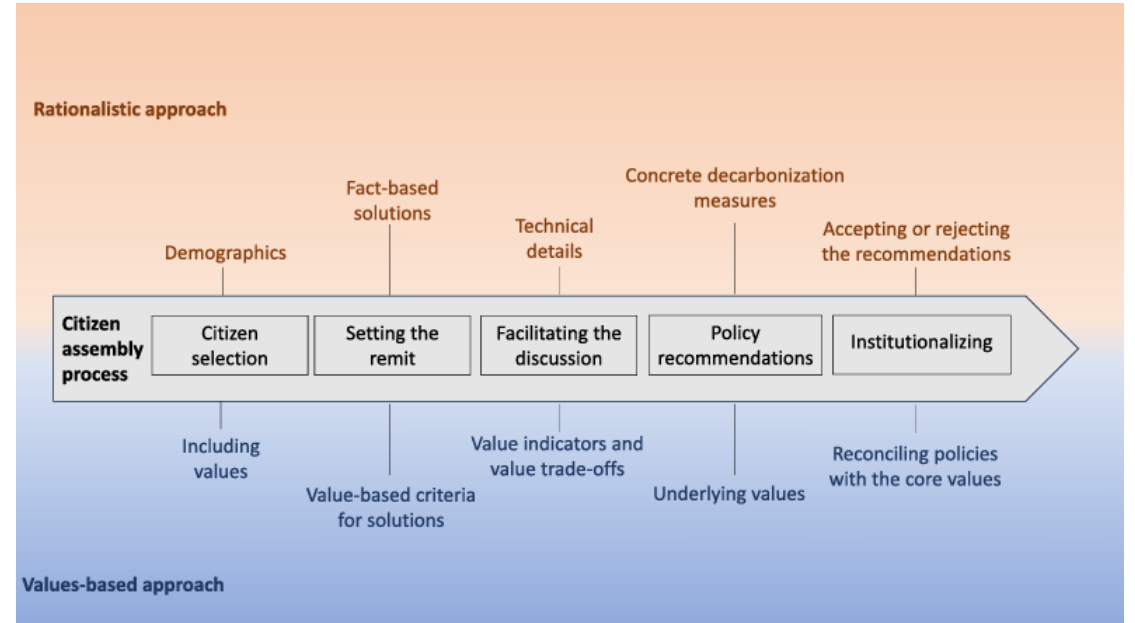 Rationalistic approach
Concrete decarbonization
measures
Fact-based
solutions
Technical
details
Accepting or rejecting
the recommendations
Demographics
Citizen
assembly
process
Citizen
selection
Setting the
remit
Facilitating the
discussion
Policy
recommendations
Institutionalizing
Including
values
Value-based criteria
for solutions
Value indicators and
value trade-offs
Underlying values
Reconciling policies
with the core values
Values-based approach